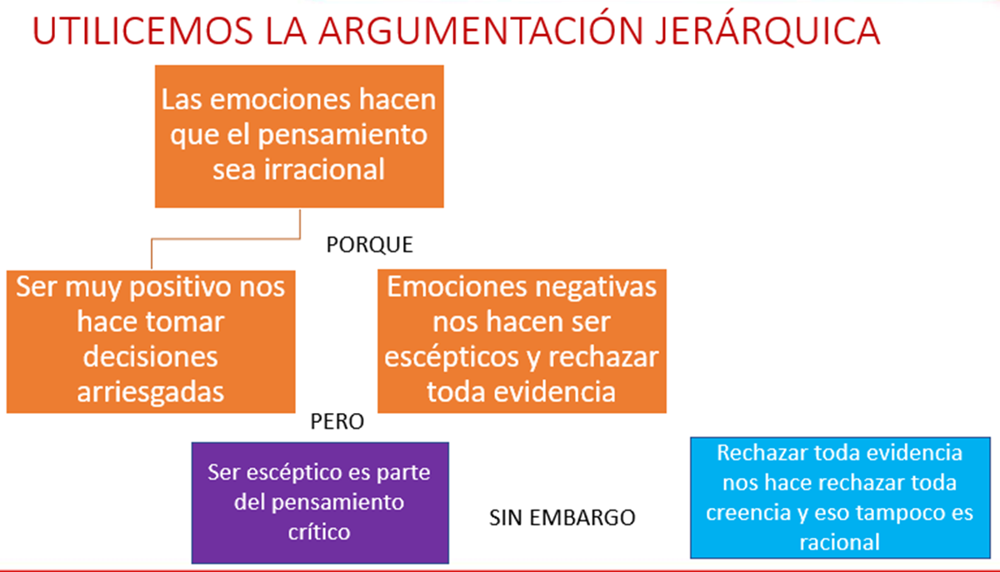 UTILICEMOS LA ARGUMENTACIÓN JERÁRQUICA
Las emociones hacen
que el pensamiento
sea irracional
PORQUE
Ser muy positivo nos
hace tomar
decisiones
arriesgadas
Emociones negativas
nos hacen ser
escépticos y rechazar
toda evidencia
PERO
Ser escéptico es parte
del pensamiento
crítico
SIN EMBARGO
Rechazar toda evidencia
nos hace rechazar toda
creencia y eso tampoco es
racional